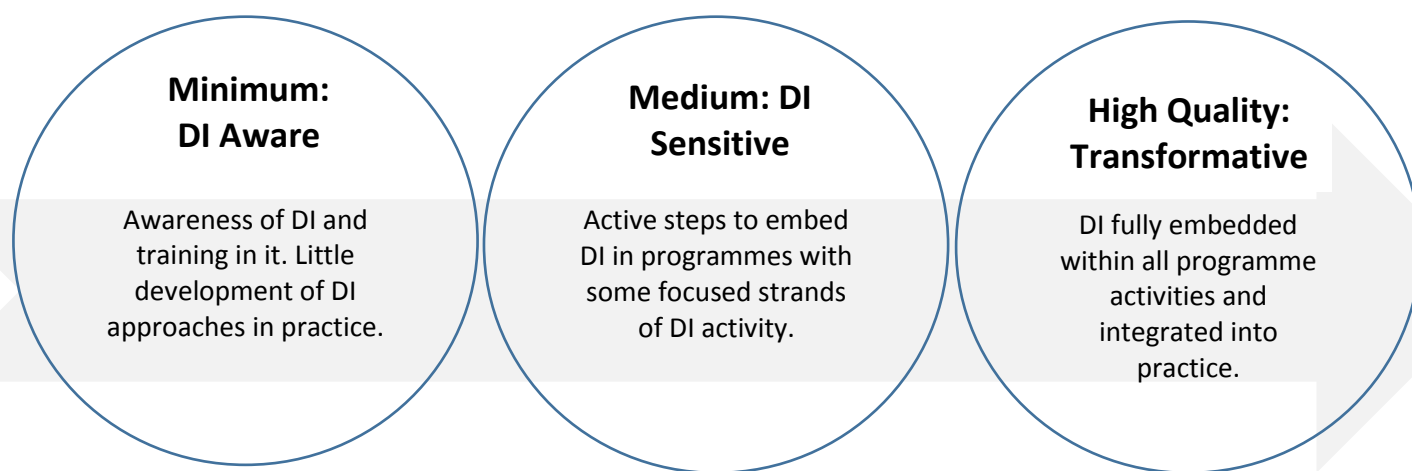 Minimum:
DI Aware
Awareness of DI and
training in it. Little
development of DI
approaches in practice.
Medium: DI
Sensitive
Active steps to embed
DI in programmes with
some focused strands
of DI activity.
High Quality:
Transformative
DI fully embedded
within all programme
activities and
integrated into
practice.